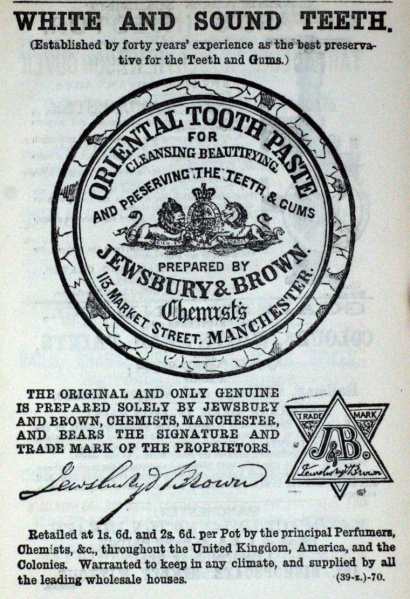 WHITE AND SOUND TEETH.
(Established by forty years' experience as the best preserva-
tive for the Teeth and Gums.)
ORIENTAL TOOTH PASTE
FOR
CLEANSING BEAUTIFYING
AND PRESERVING THE TEETH & GUMS
PREPARED BY
JEWSBURY & BROWN.
Chemists
113 MARKET STREET. MANCHESTER.
THE ORIGINAL AND ONLY GENUINE
IS PREPARED SOLELY BY JEWSBURY
AND BROWN, CHEMISTS, MANCHESTER,
AND BEARS THE SIGNATURE AND
TRADE MARK OF THE PROPRIETORS.
Jewsbury & Brown
TRADE MARK
J&B.
Jewsbury & Brown
Retailed at 1s. 6d. and 2s. 6d. per Pot by the principal Perfumers,
Chemists, &c., throughout the United Kingdom, America, and the
Colonies. Warranted to keep in any climate, and supplied by all
the leading wholesale houses. (39-z.)-70.